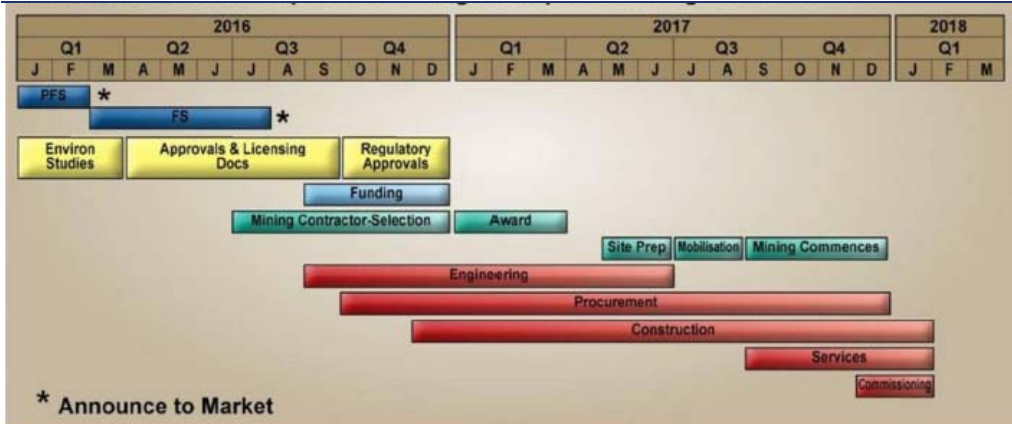 2016 2017 2018
Q1 Q2 Q3 Q4 Q1 Q2 Q3 Q4 Q1
J F M A M J J A S O N D J F M A M J J A S O N D J F M
PFS *
FS *
Environ
Studies
Approvals & Licensing
Docs
Regulatory
Approvals
Funding
Mining Contractor-Selection Award
Site Prep Mobilisation Mining Commences
Engineering
Procurement
Construction
Services
Commissioning
* Announce to Market